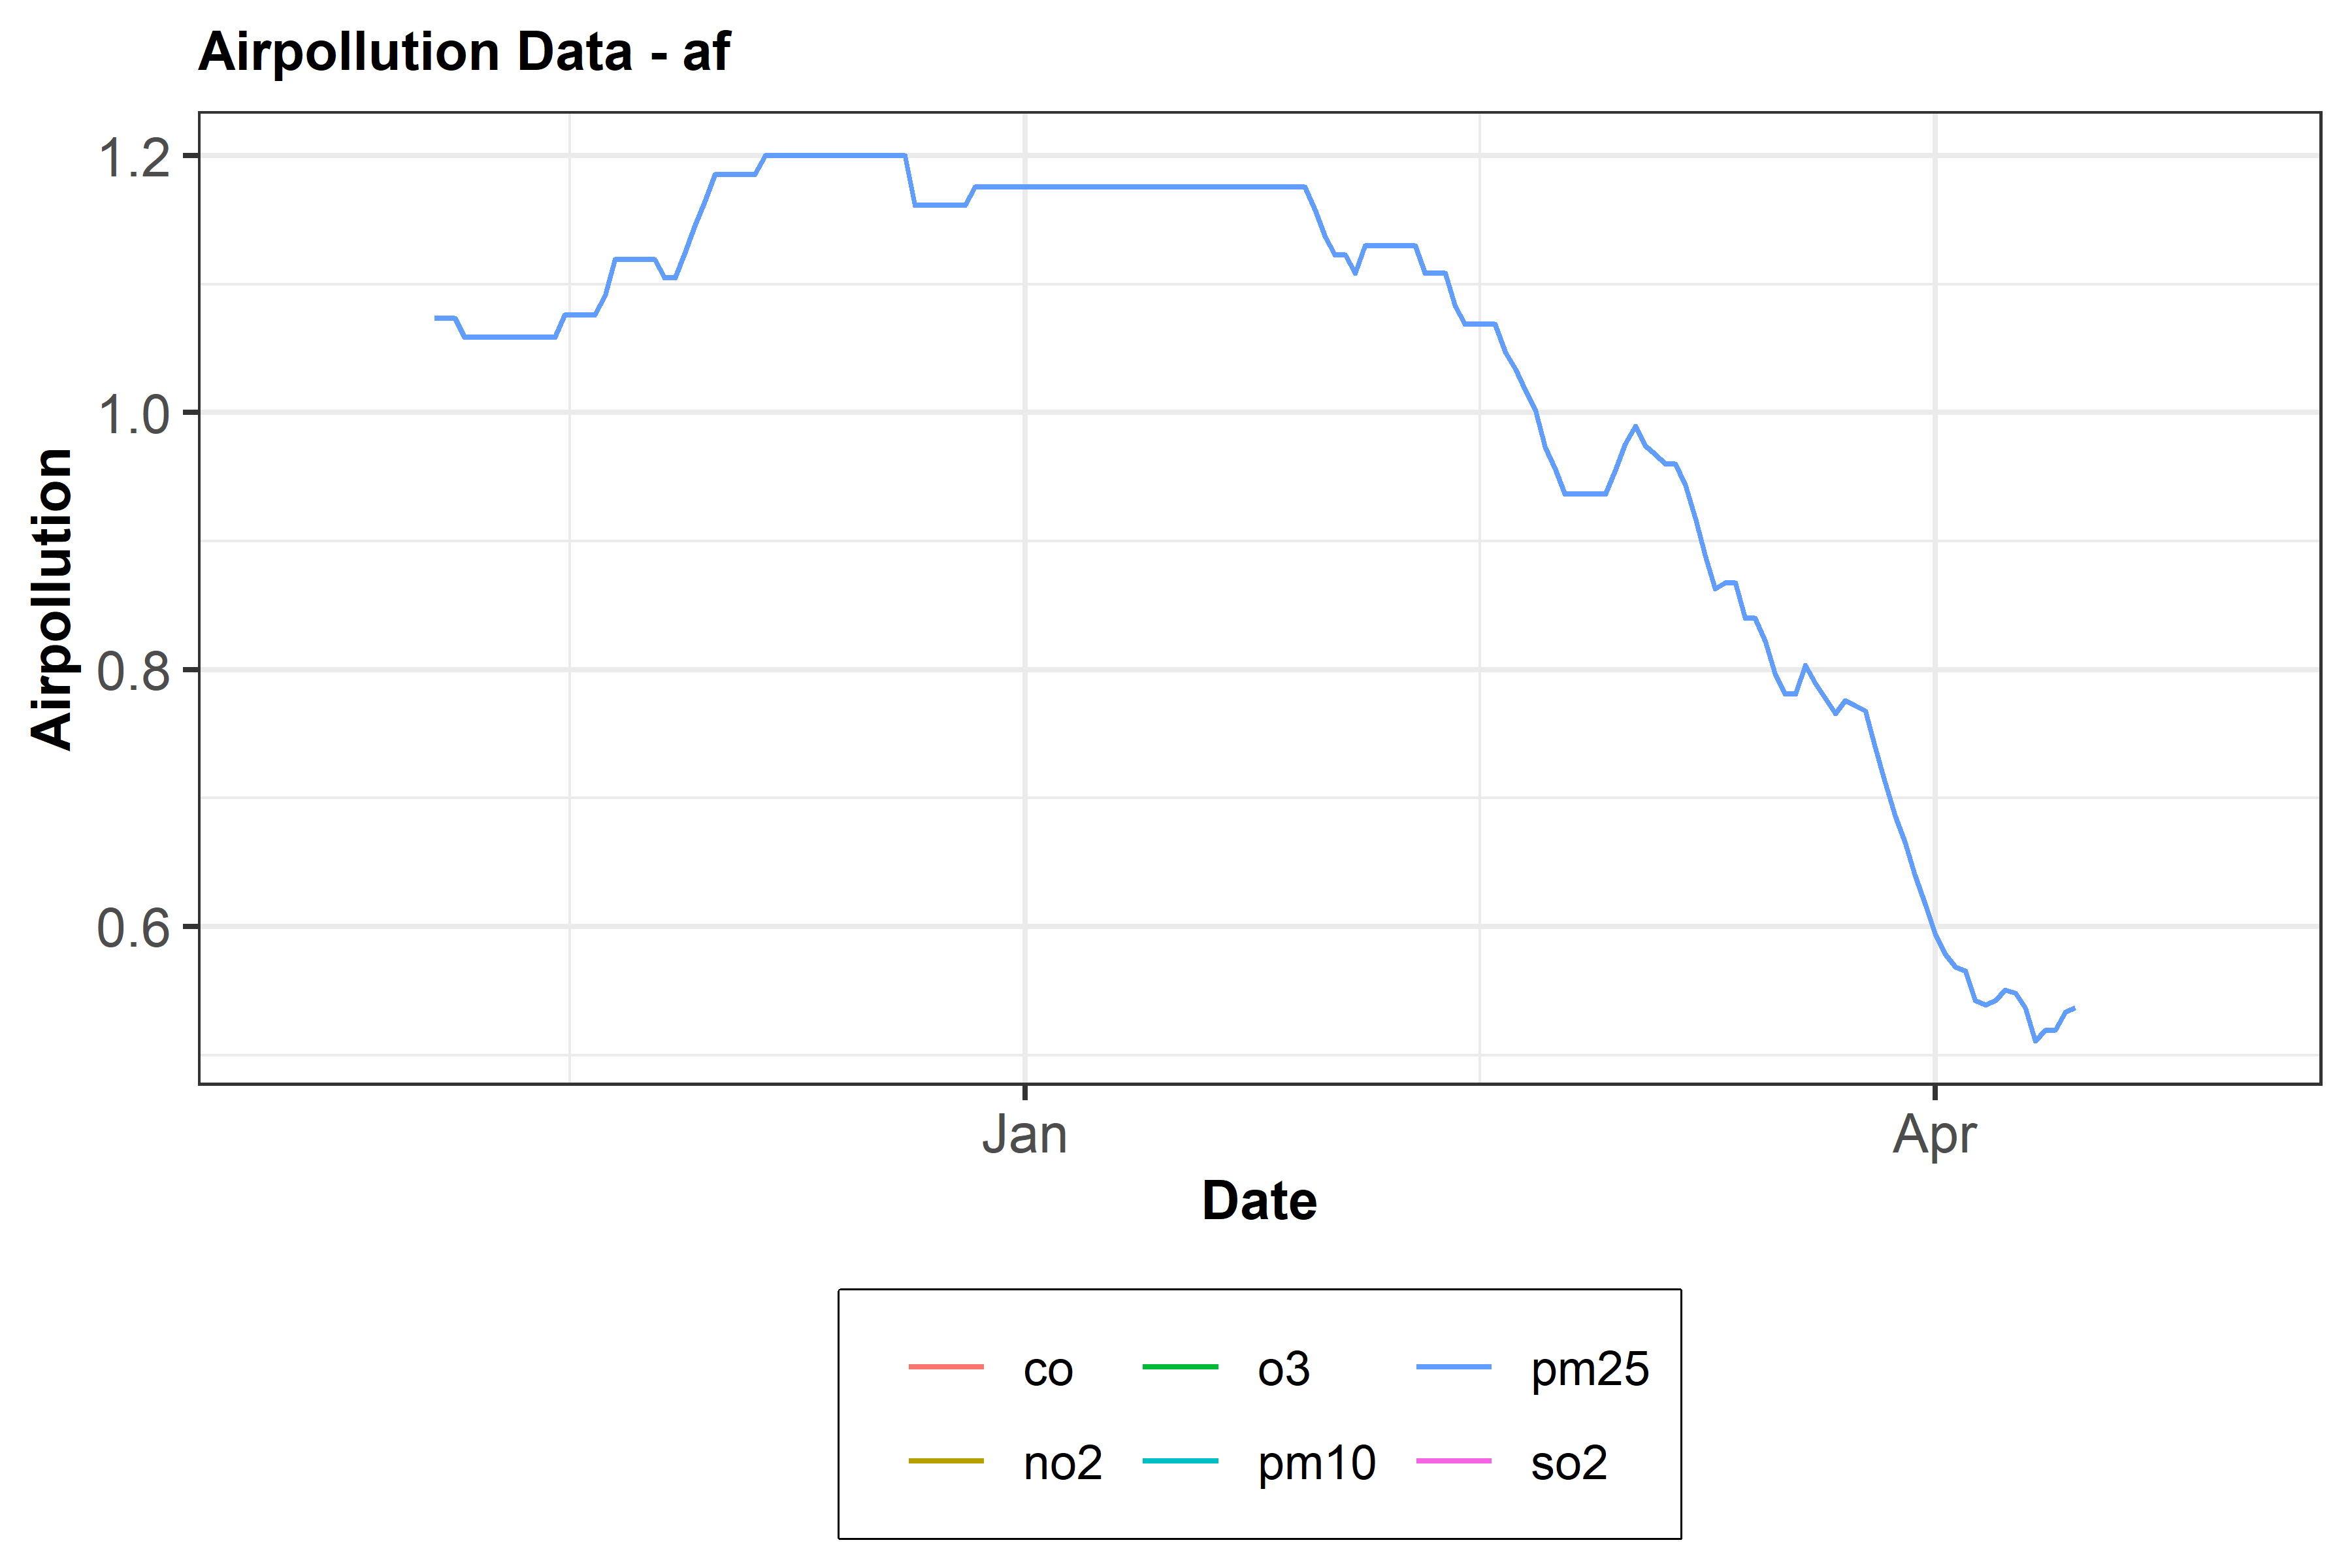 Airpollution Data - af
Airpollution
1.2
1.0
0.8
0.6
Jan Apr
Date
co o3 pm25
no2 pm10 so2